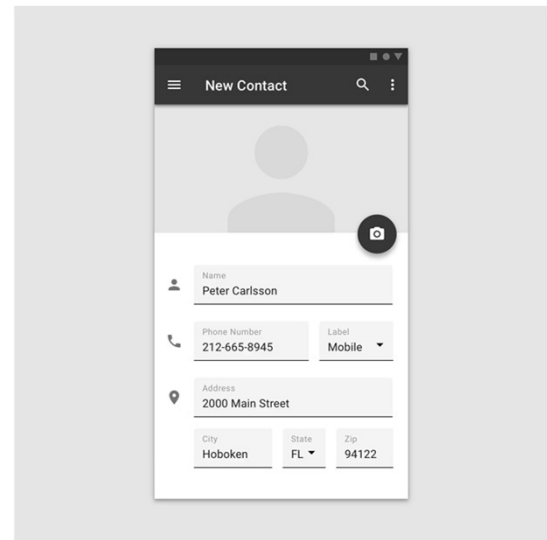 New Contact
Name
Peter Carlsson
Phone Number
212-665-8945
Label
Mobile
Address
2000 Main Street
City
Hoboken
State
FL
Zip
94122